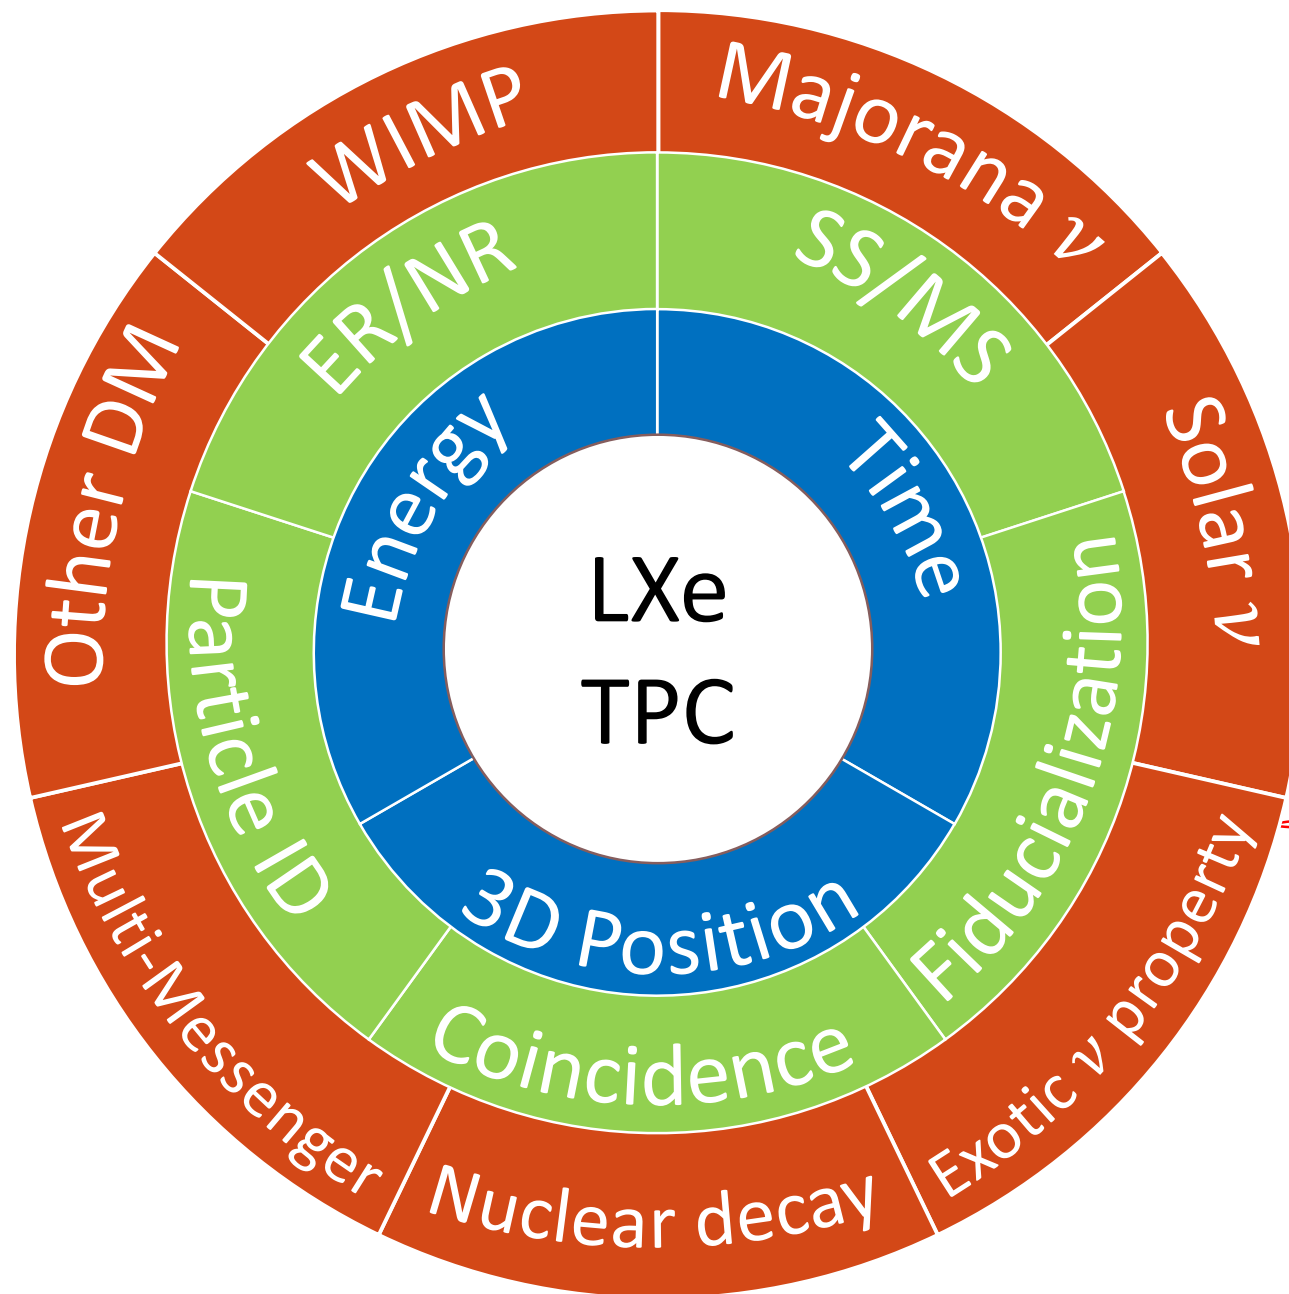 WIMP
Majorana ν
Solar ν
Exotic ν property
Nuclear decay
Multi-Messenger
Other DM
ER/NR
SS/MS
Fiducialization
Coincidence
Particle ID
Energy
Time
3D Position
LXe
TPC